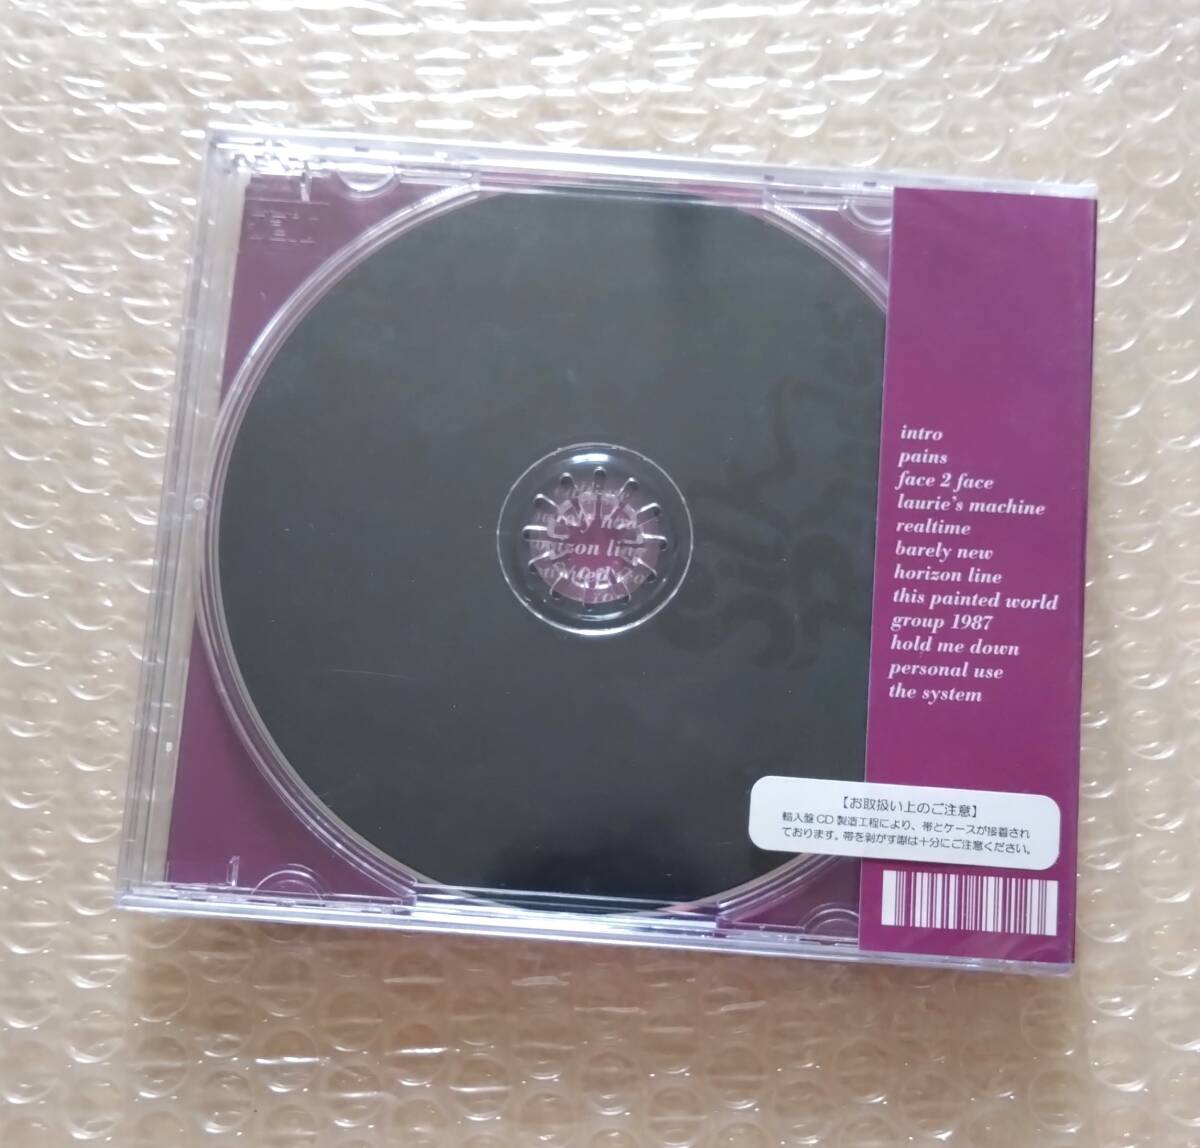 intro
pains
face 2 face
laurie's machine
realtime
barely new
horizon line
this painted world
group 1987
hold me down
personal use
the system
【お取扱い上のご注意】
輸入盤CD製造工程により、帯とケースが接着され
ております。帯を剥がす際は十分にご注意ください。